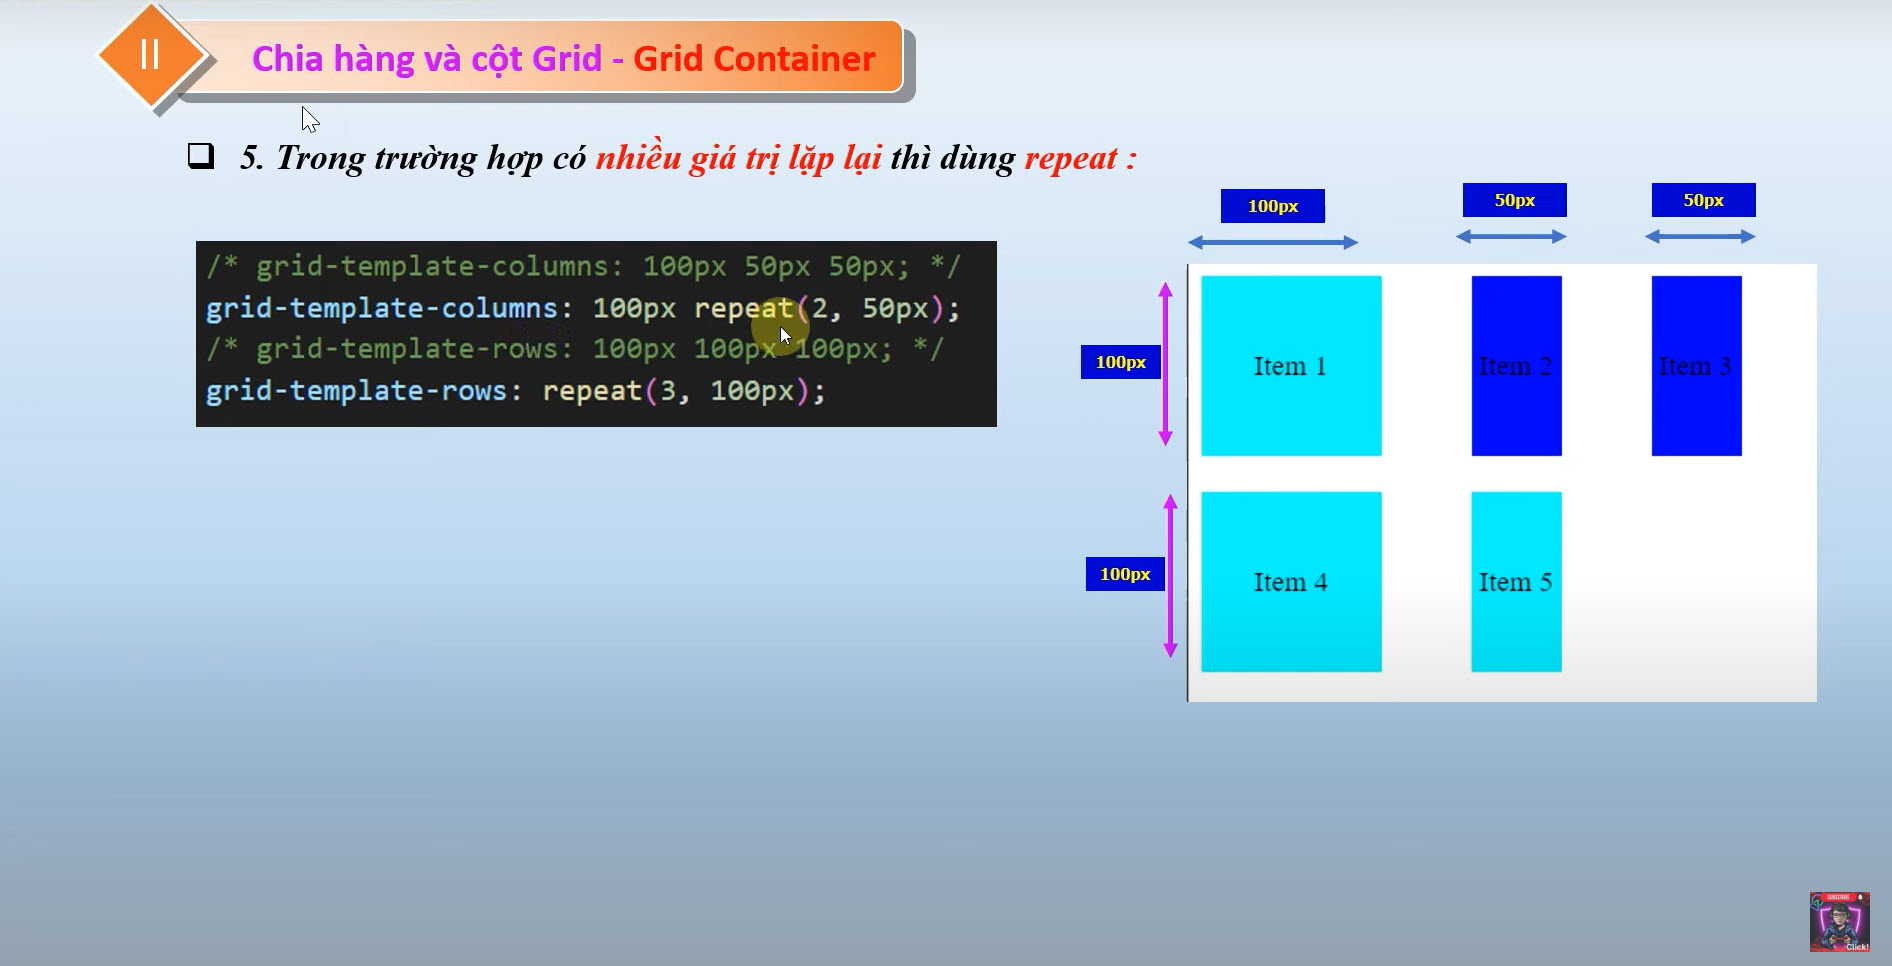 II
Chia hàng và cột Grid - Grid Container
5. Trong trường hợp có nhiều giá trị lặp lại thì dùng repeat :
/* grid-template-columns: 100px 50px 50px; */
grid-template-columns: 100px repeat(2, 50px);
/* grid-template-rows: 100px 100px 100px; */
grid-template-rows: repeat(3, 100px);
100px
50px
50px
100px
Item 1
Item 2
Item 3
100px
Item 4
Item 5
SUBSCRIBE
Click!